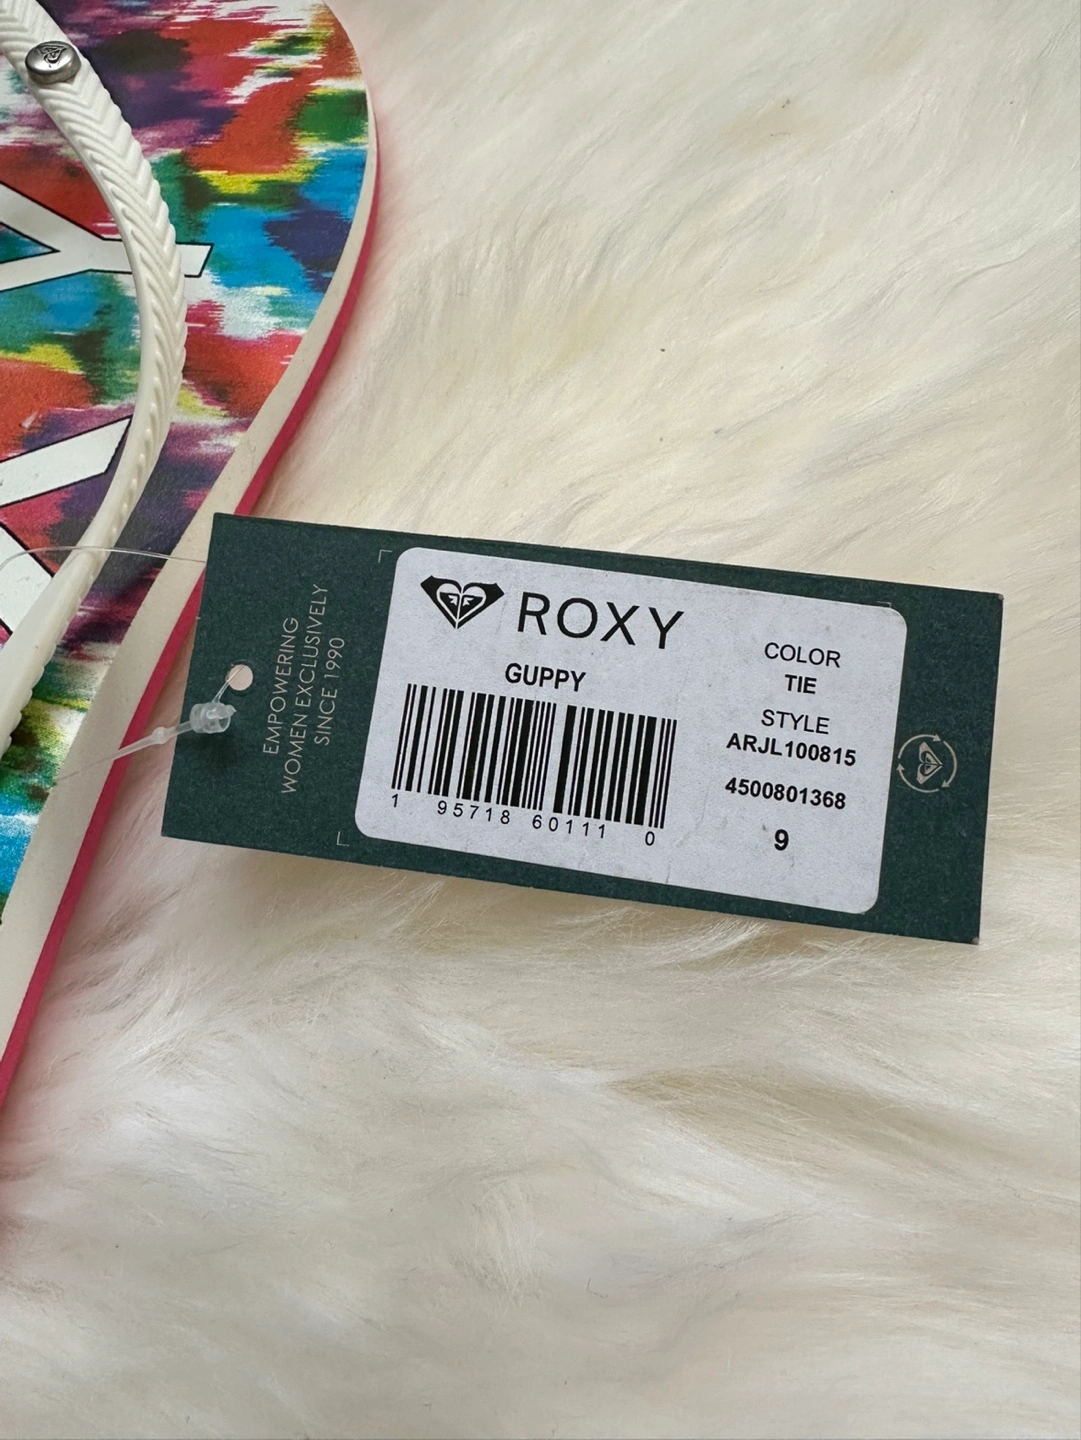 EMPOWERING
WOMEN EXCLUSIVELY
SINCE 1990
ROXY
GUPPY
1 95718 60111 0
COLOR
TIE
STYLE
ARJL100815
4500801368
9